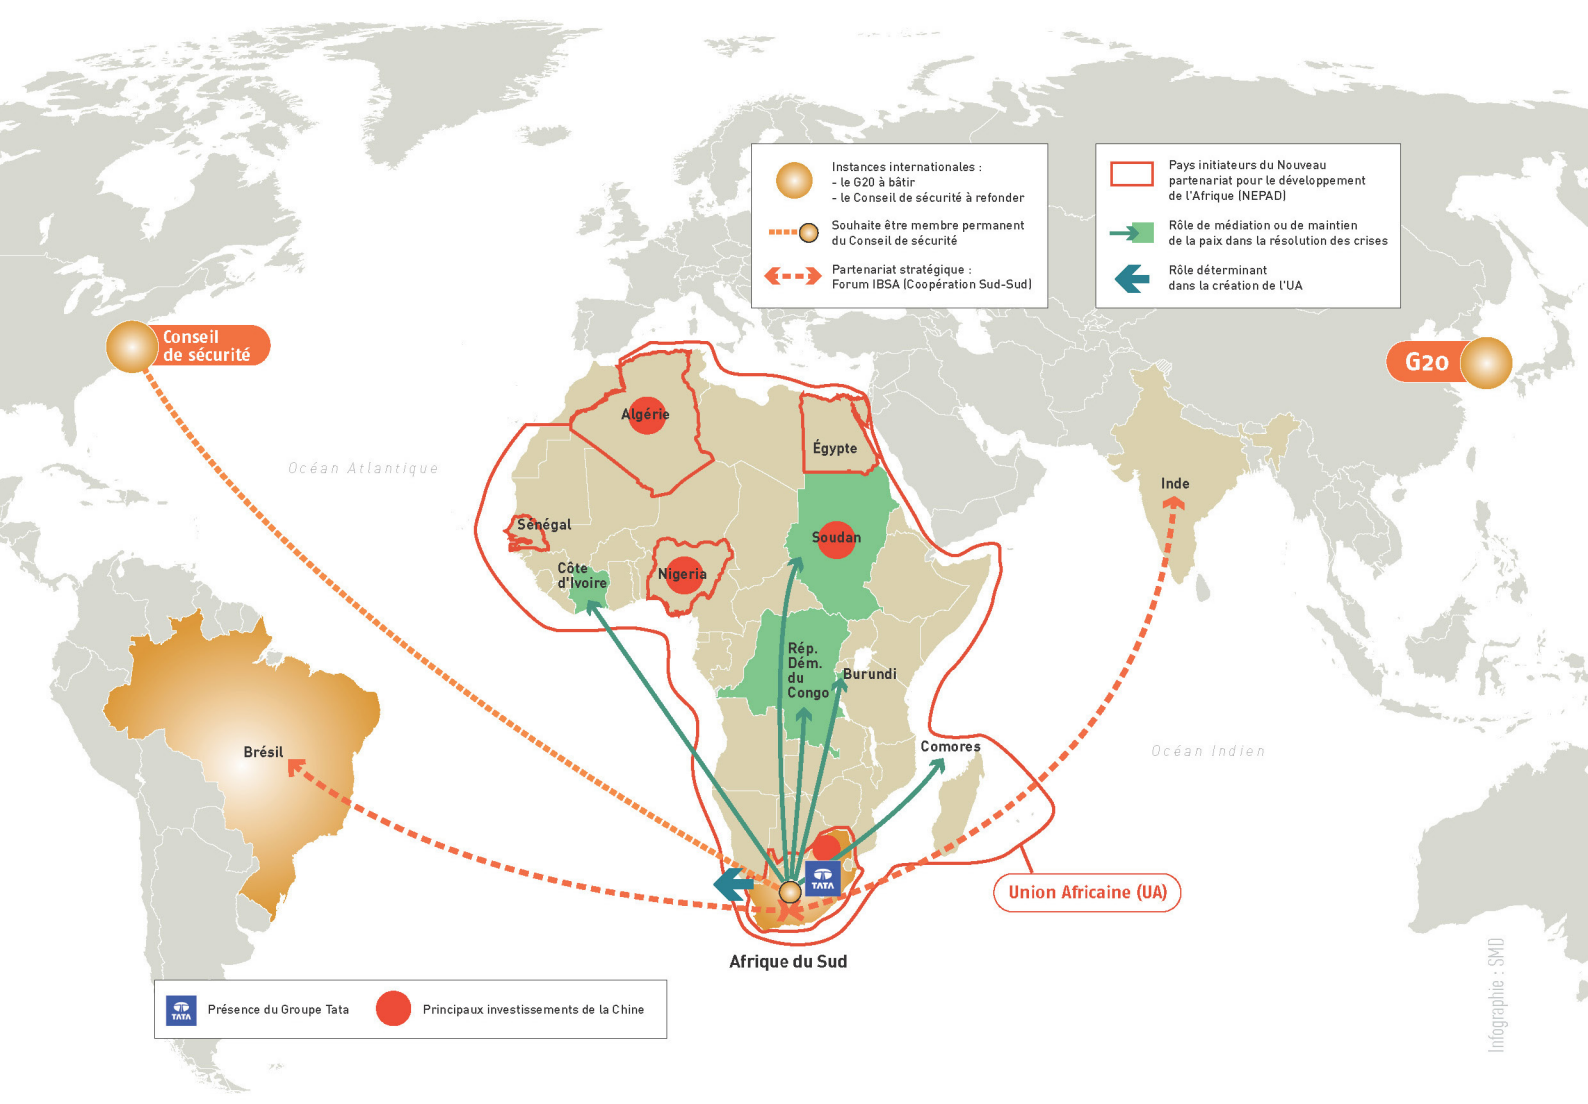 Instances internationales :
- le G20 à bâtir
- le Conseil de sécurité à refonder
Souhaite être membre permanent
du Conseil de sécurité
Partenariat stratégique :
Forum IBSA (Coopération Sud-Sud)
Pays initiateurs du Nouveau
partenariat pour le développement
de l'Afrique (NEPAD)
Rôle de médiation ou de maintien
de la paix dans la résolution des crises
Rôle déterminant
dans la création de l'UA
Conseil
de sécurité
G20
Algérie
Égypte
Océan Atlantique
Inde
Sénégal
Soudan
Côte
d'Ivoire
Nigeria
Rép.
Dém.
du
Congo
Burundi
Brésil
Comores
Océan Indien
TATA
Union Africaine (UA)
Afrique du Sud
TATA
Présence du Groupe Tata
Principaux investissements de la Chine
Infographie : SMD